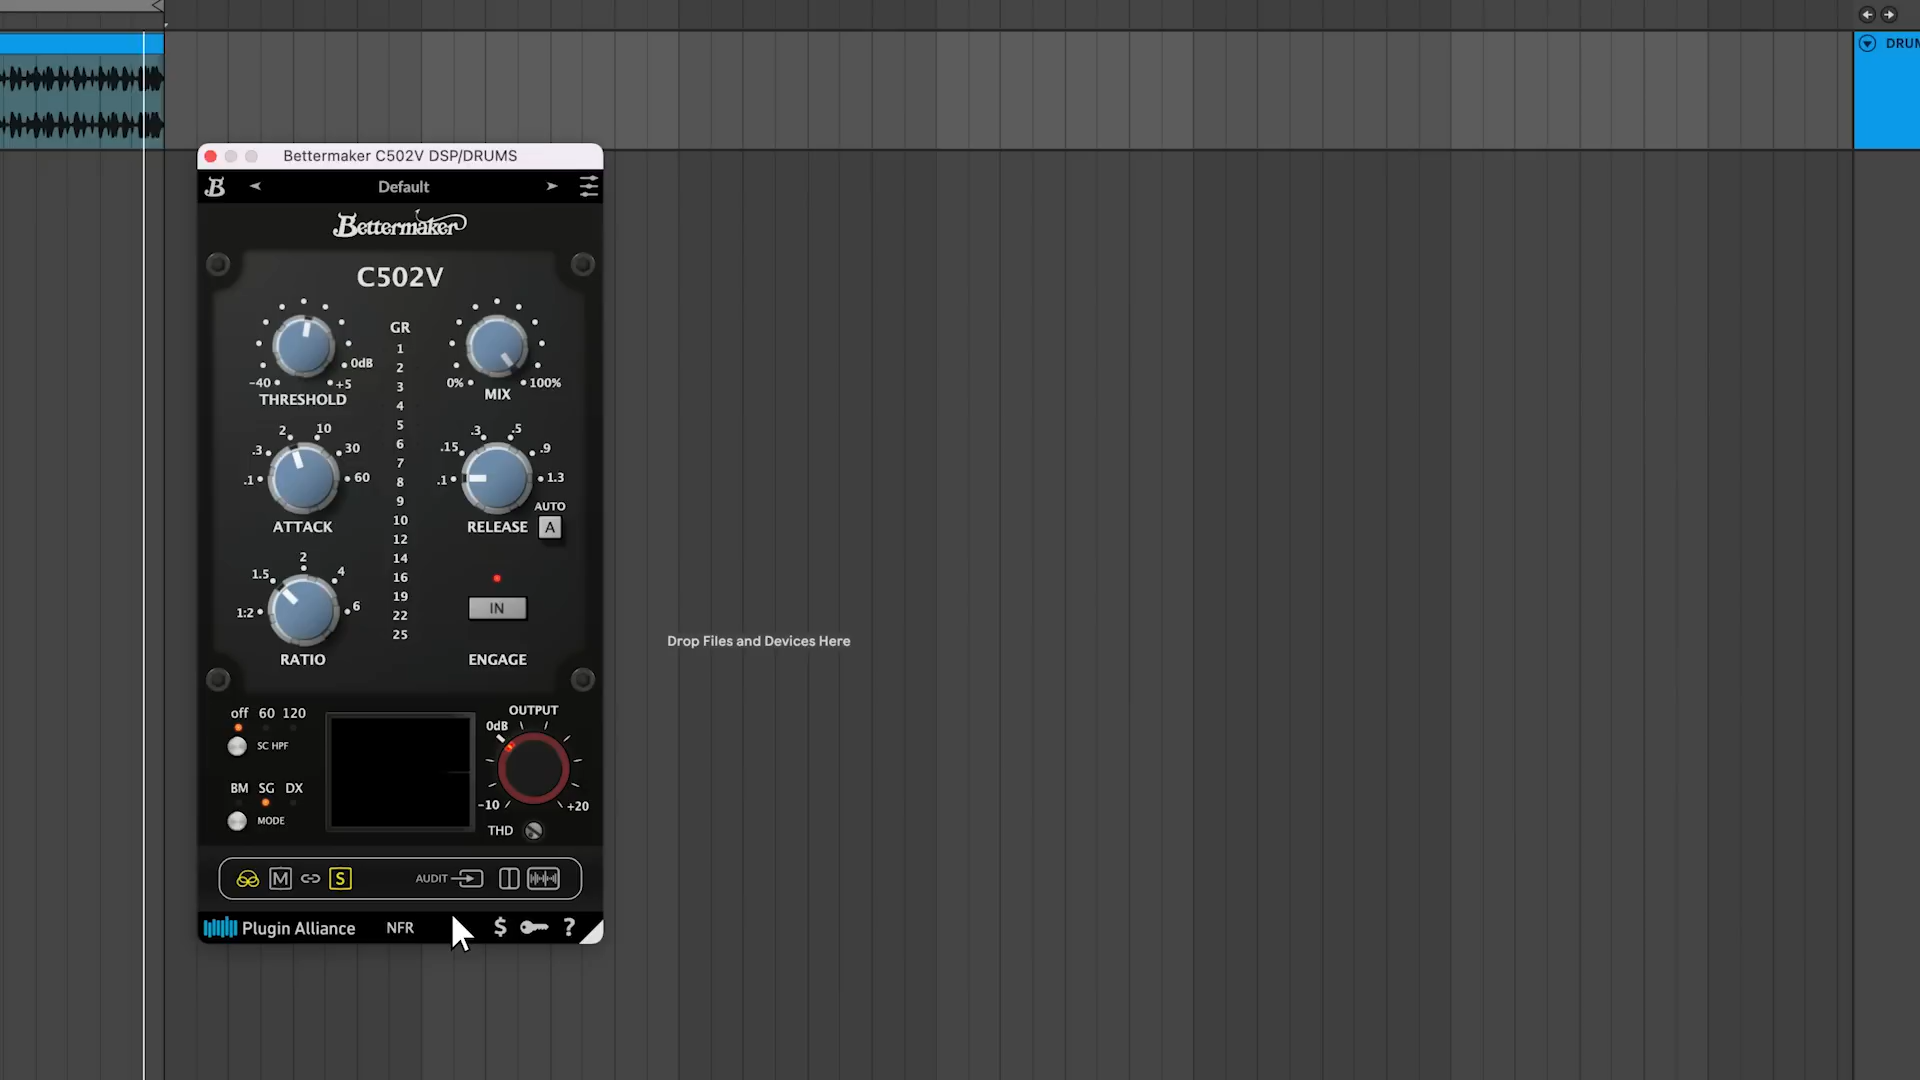 DRUM
Bettermaker C502V DSP/DRUMS
B
Default
Bettermaker
C502V
GR
1
2
3
4
5
6
7
8
9
10
12
14
16
19
22
25
0dB
-40
+5
THRESHOLD
0%
100%
MIX
.1
.3
2
10
30
60
ATTACK
.1
.15
.3
.5
.9
1.3
RELEASE
AUTO
A
1:2
1.5
2
4
6
RATIO
IN
ENGAGE
Drop Files and Devices Here
off 60 120
SC HPF
BM SG DX
MODE
OUTPUT
0dB
-10
+20
THD
M
S
AUDIT
Plugin Alliance
NFR
$
?